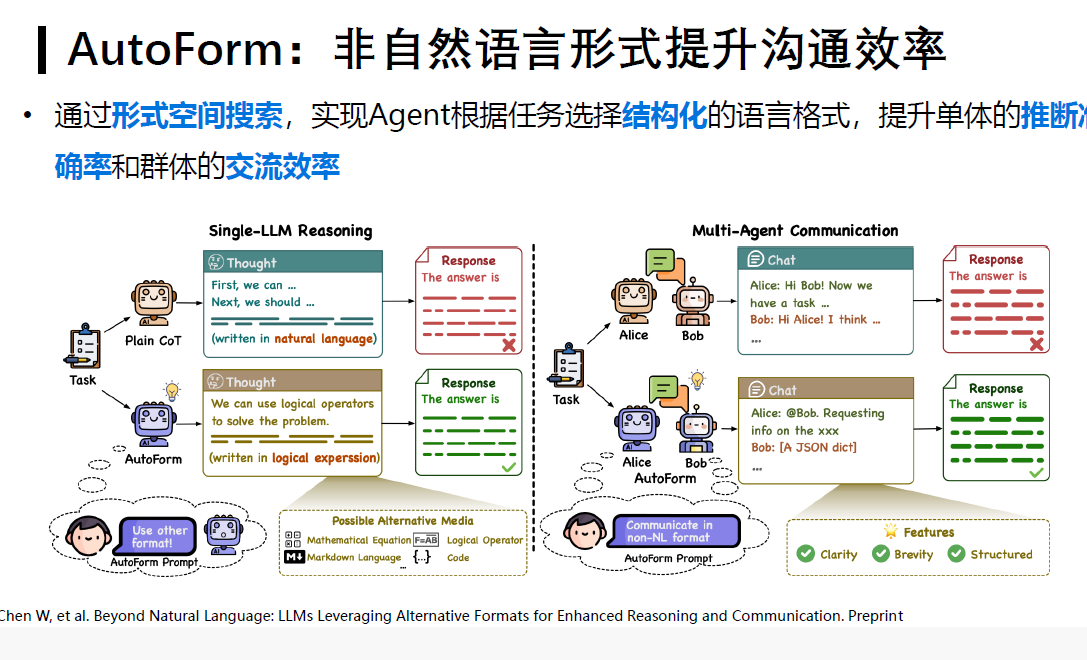 AutoForm：非自然语言形式提升沟通效率
• 通过形式空间搜索，实现Agent根据任务选择结构化的语言格式，提升单体的推断准
确率和群体的交流效率
Single-LLM Reasoning
Thought
First, we can ...
Next, we should ...
(written in natural language)
Response
The answer is
Plain CoT
Task
Thought
We can use logical operators
to solve the problem.
(written in logical experssion)
Response
The answer is
AutoForm
Use other
format!
AutoForm Prompt
Possible Alternative Media
Mathematical Equation
F=AB
Logical Operator
M
Markdown Language
{...}
Code
...
Multi-Agent Communication
Chat
Alice: Hi Bob! Now we
have a task ...
Bob: Hi Alice! I think ...
...
Response
The answer is
AI
Alice
Bob
Task
Chat
Alice: @Bob. Requesting
info on the xxx
Bob: [A JSON dict]
...
Response
The answer is
Alice
Bob
AutoForm
Communicate in
non-NL format
AutoForm Prompt
Features
Clarity
Brevity
Structured
Chen W, et al. Beyond Natural Language: LLMs Leveraging Alternative Formats for Enhanced Reasoning and Communication. Preprint